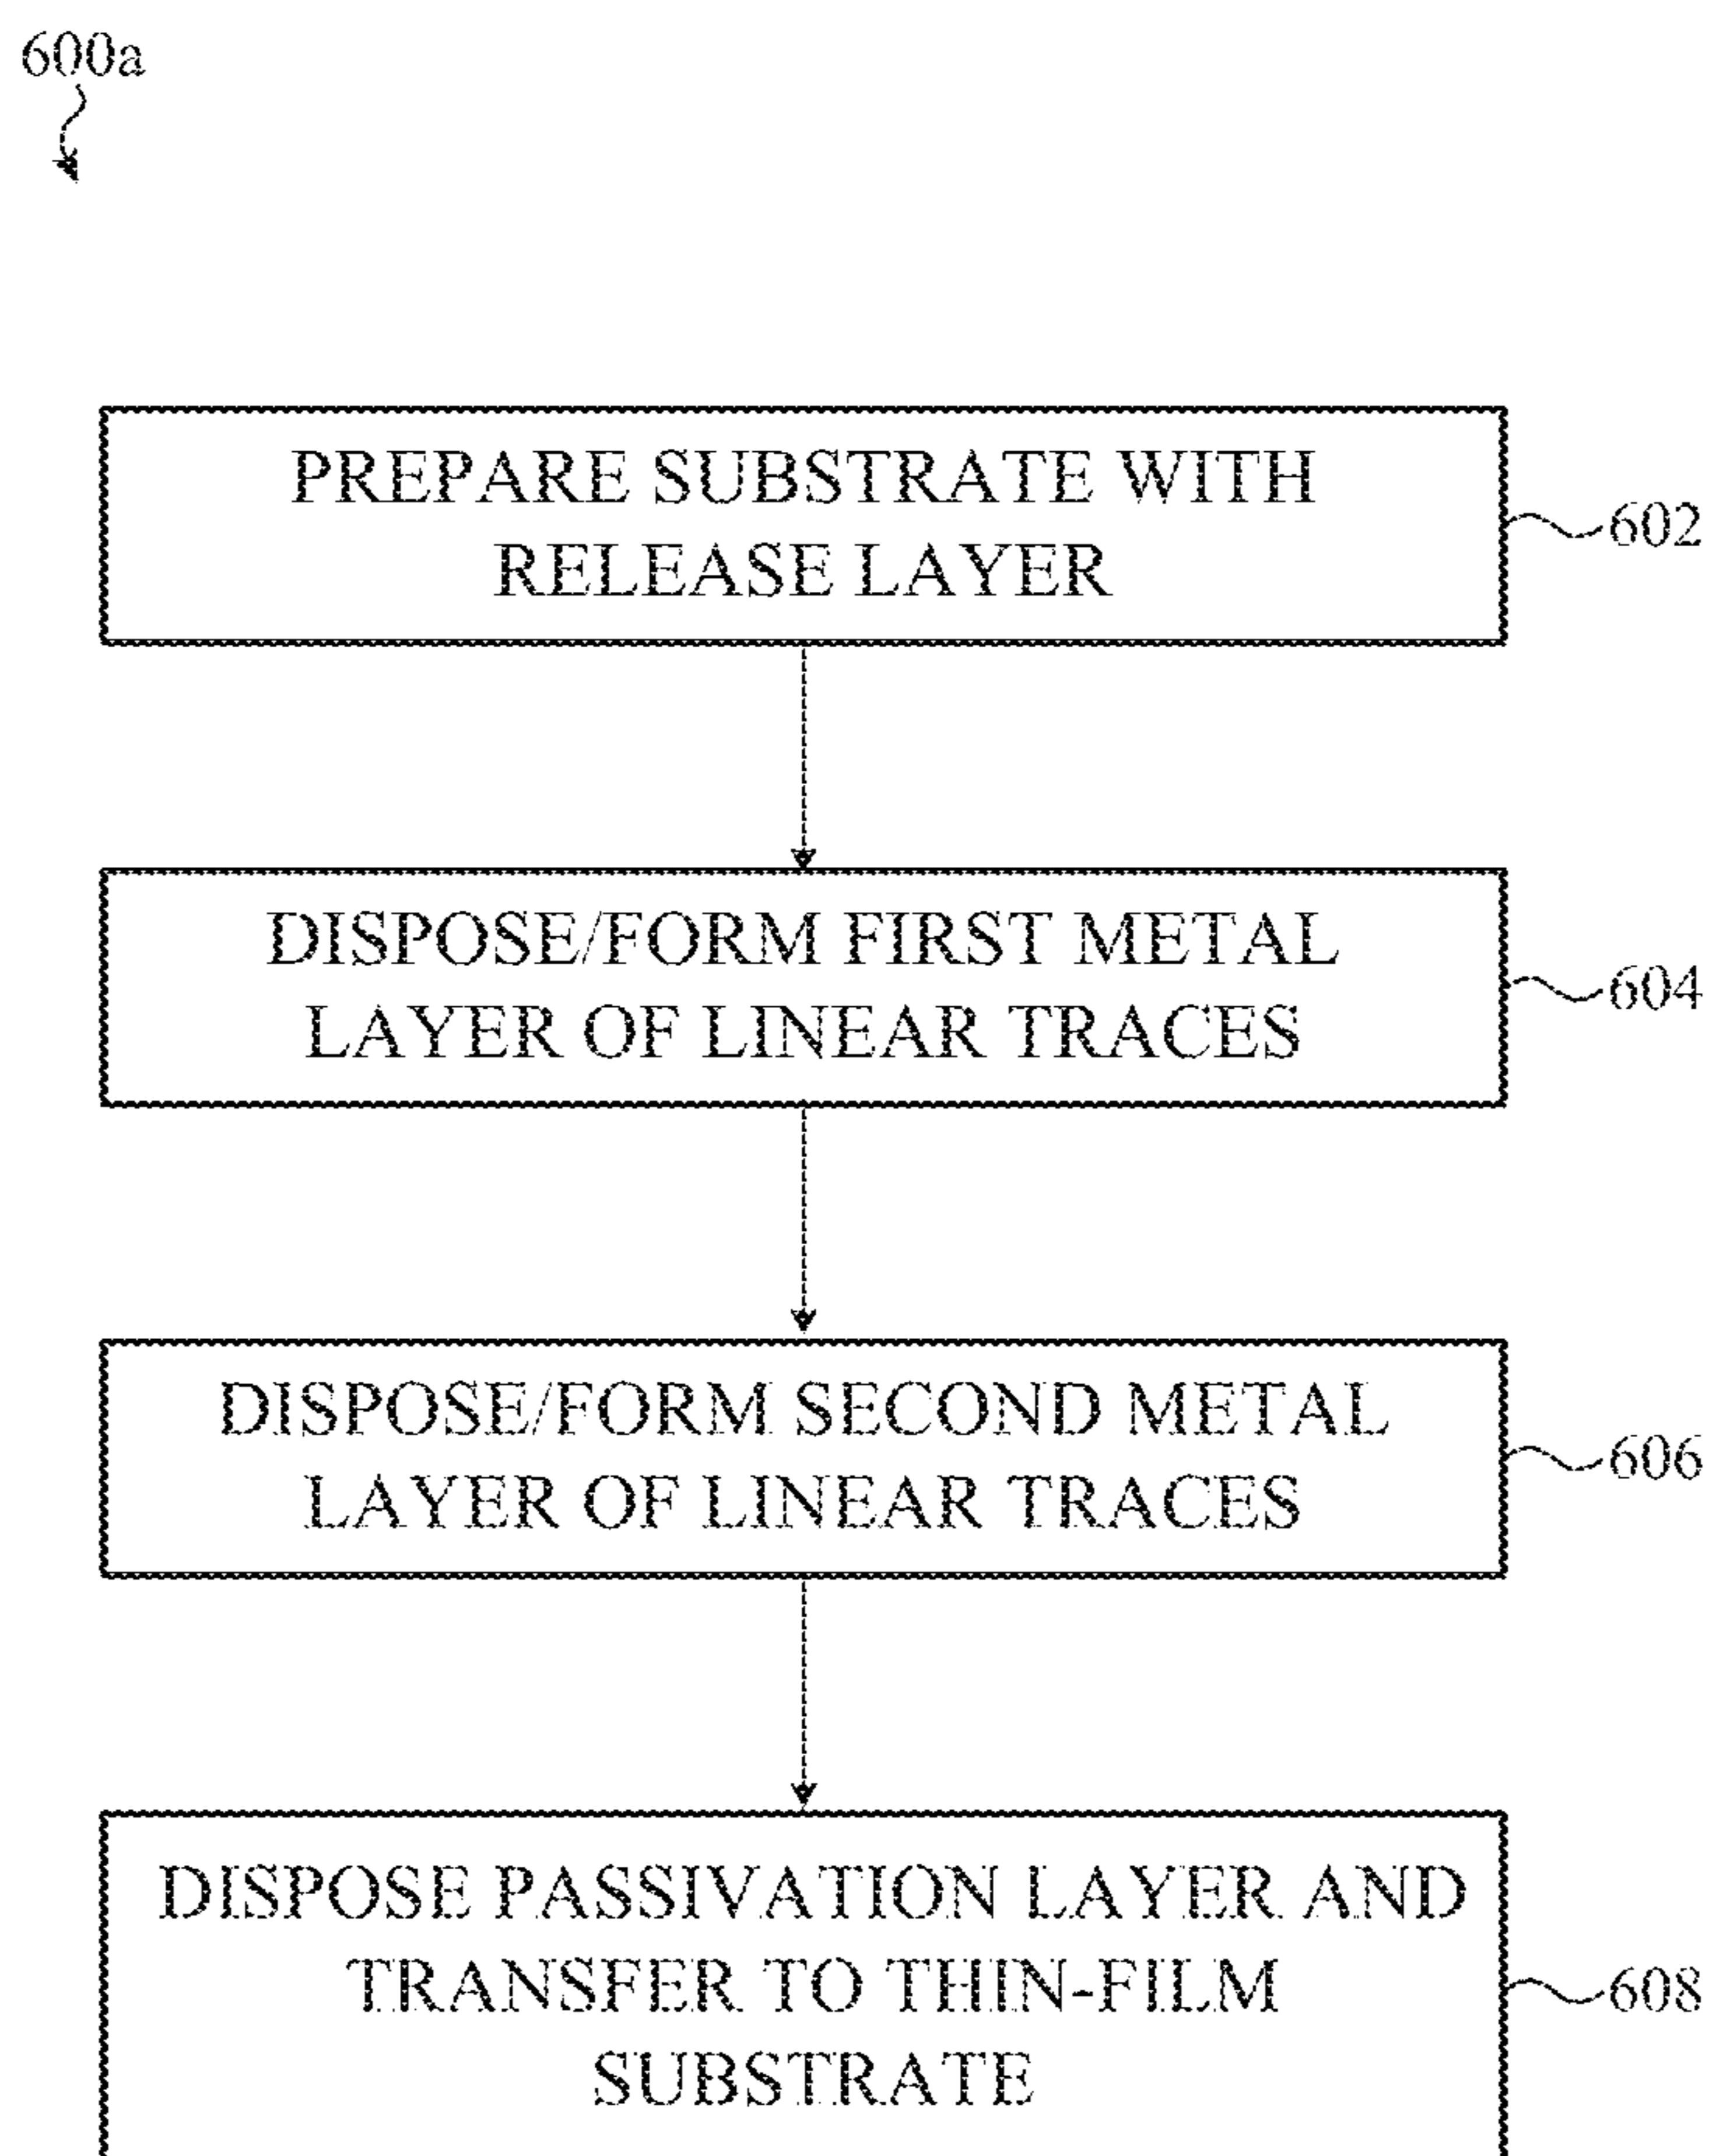 600a
PREPARE SUBSTRATE WITH
RELEASE LAYER
602
DISPOSE/FORM FIRST METAL
LAYER OF LINEAR TRACES
604
DISPOSE/FORM SECOND METAL
LAYER OF LINEAR TRACES
606
DISPOSE PASSIVATION LAYER AND
TRANSFER TO THIN-FILM
SUBSTRATE
608